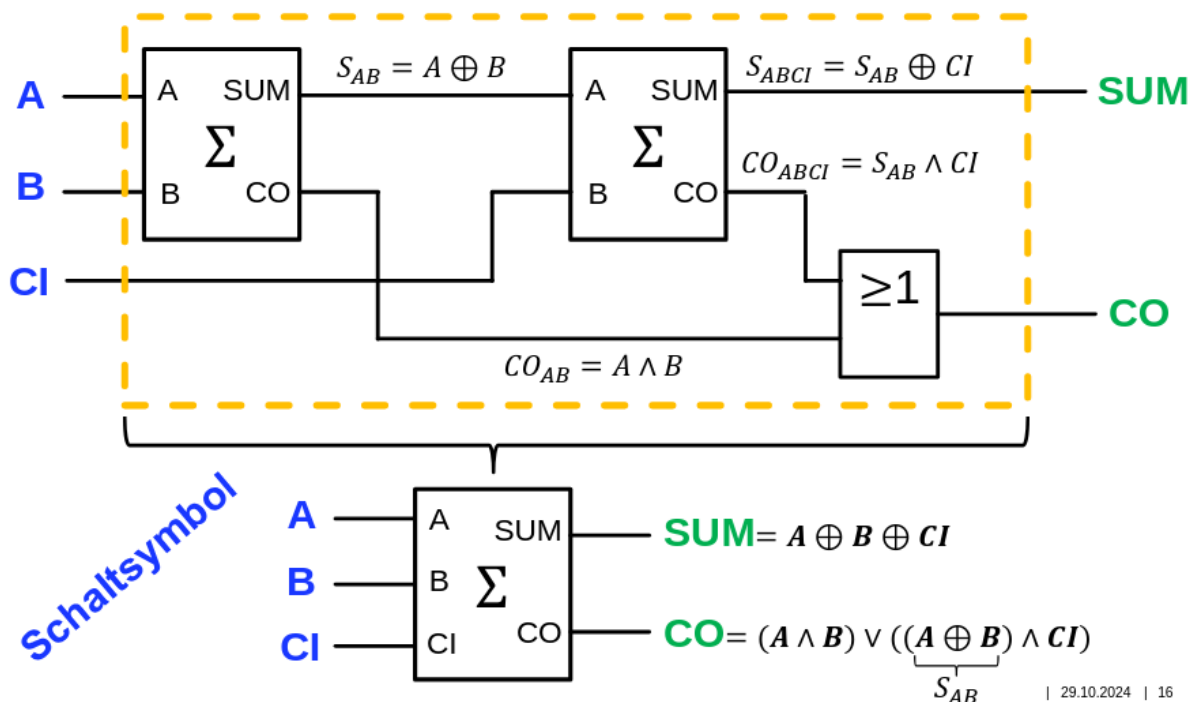 S_AB = A ⊕ B
S_ABCI = S_AB ⊕ CI
A
A
SUM
A
SUM
SUM
Σ
Σ
CO_ABCI = S_AB ∧ CI
B
B
CO
B
CO
CI
≥1
CO
CO_AB = A ∧ B
Schaltsymbol
A
A
SUM
SUM= A ⊕ B ⊕ CI
B
B
Σ
CI
CI
CO
CO= (A ∧ B) ∨ ((A ⊕ B) ∧ CI)
S_AB
| 29.10.2024 | 16